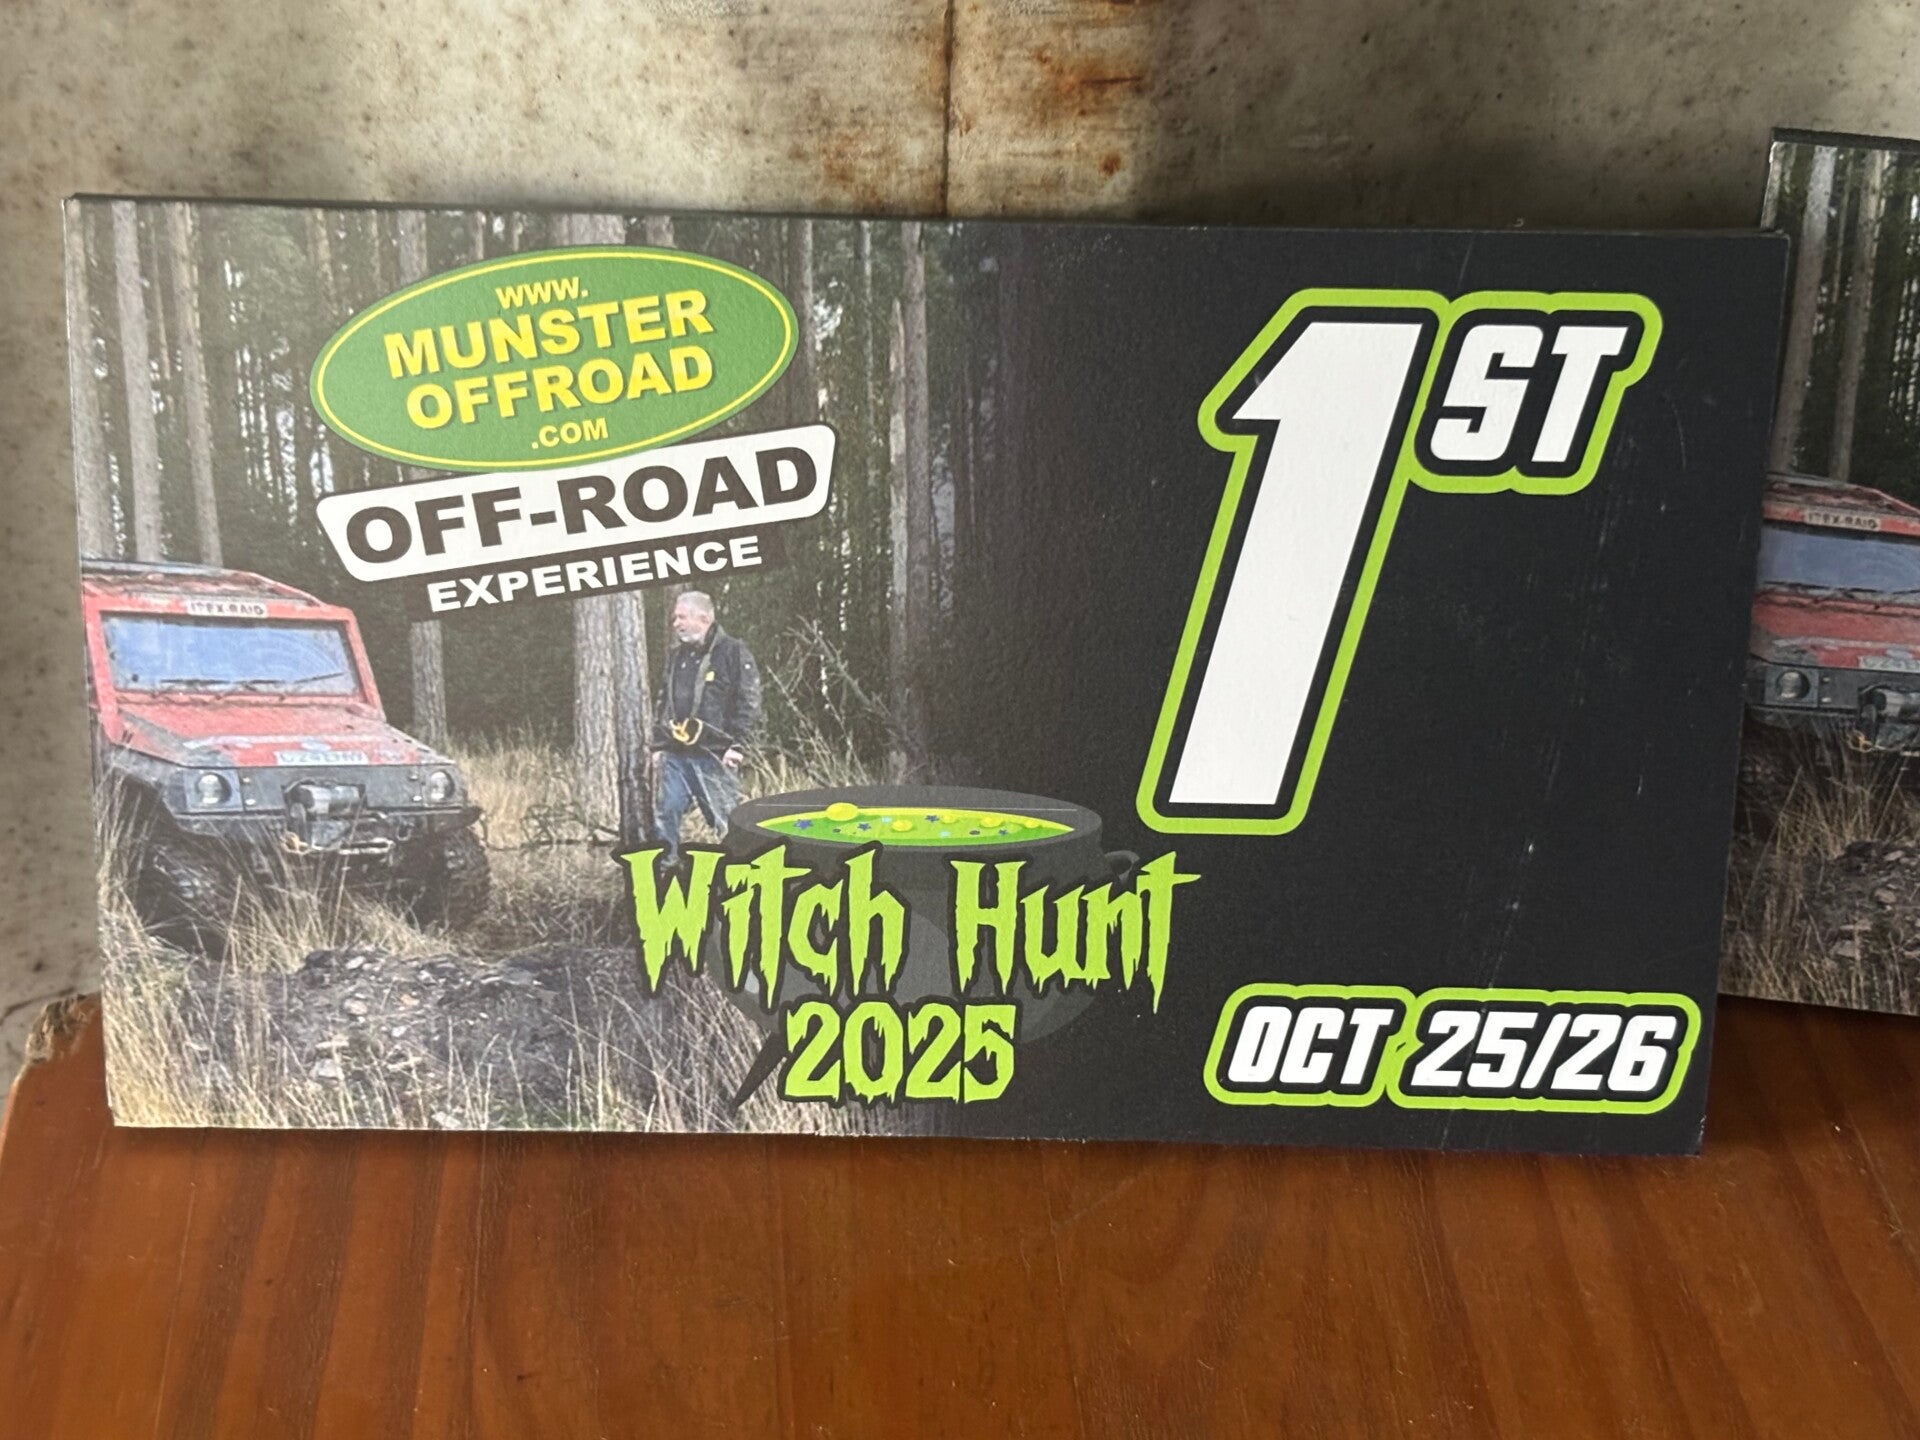 WWW.
MUNSTER
OFFROAD
.COM
OFF-ROAD
EXPERIENCE
1ST
Witch Hunt
2025
OCT 25/26